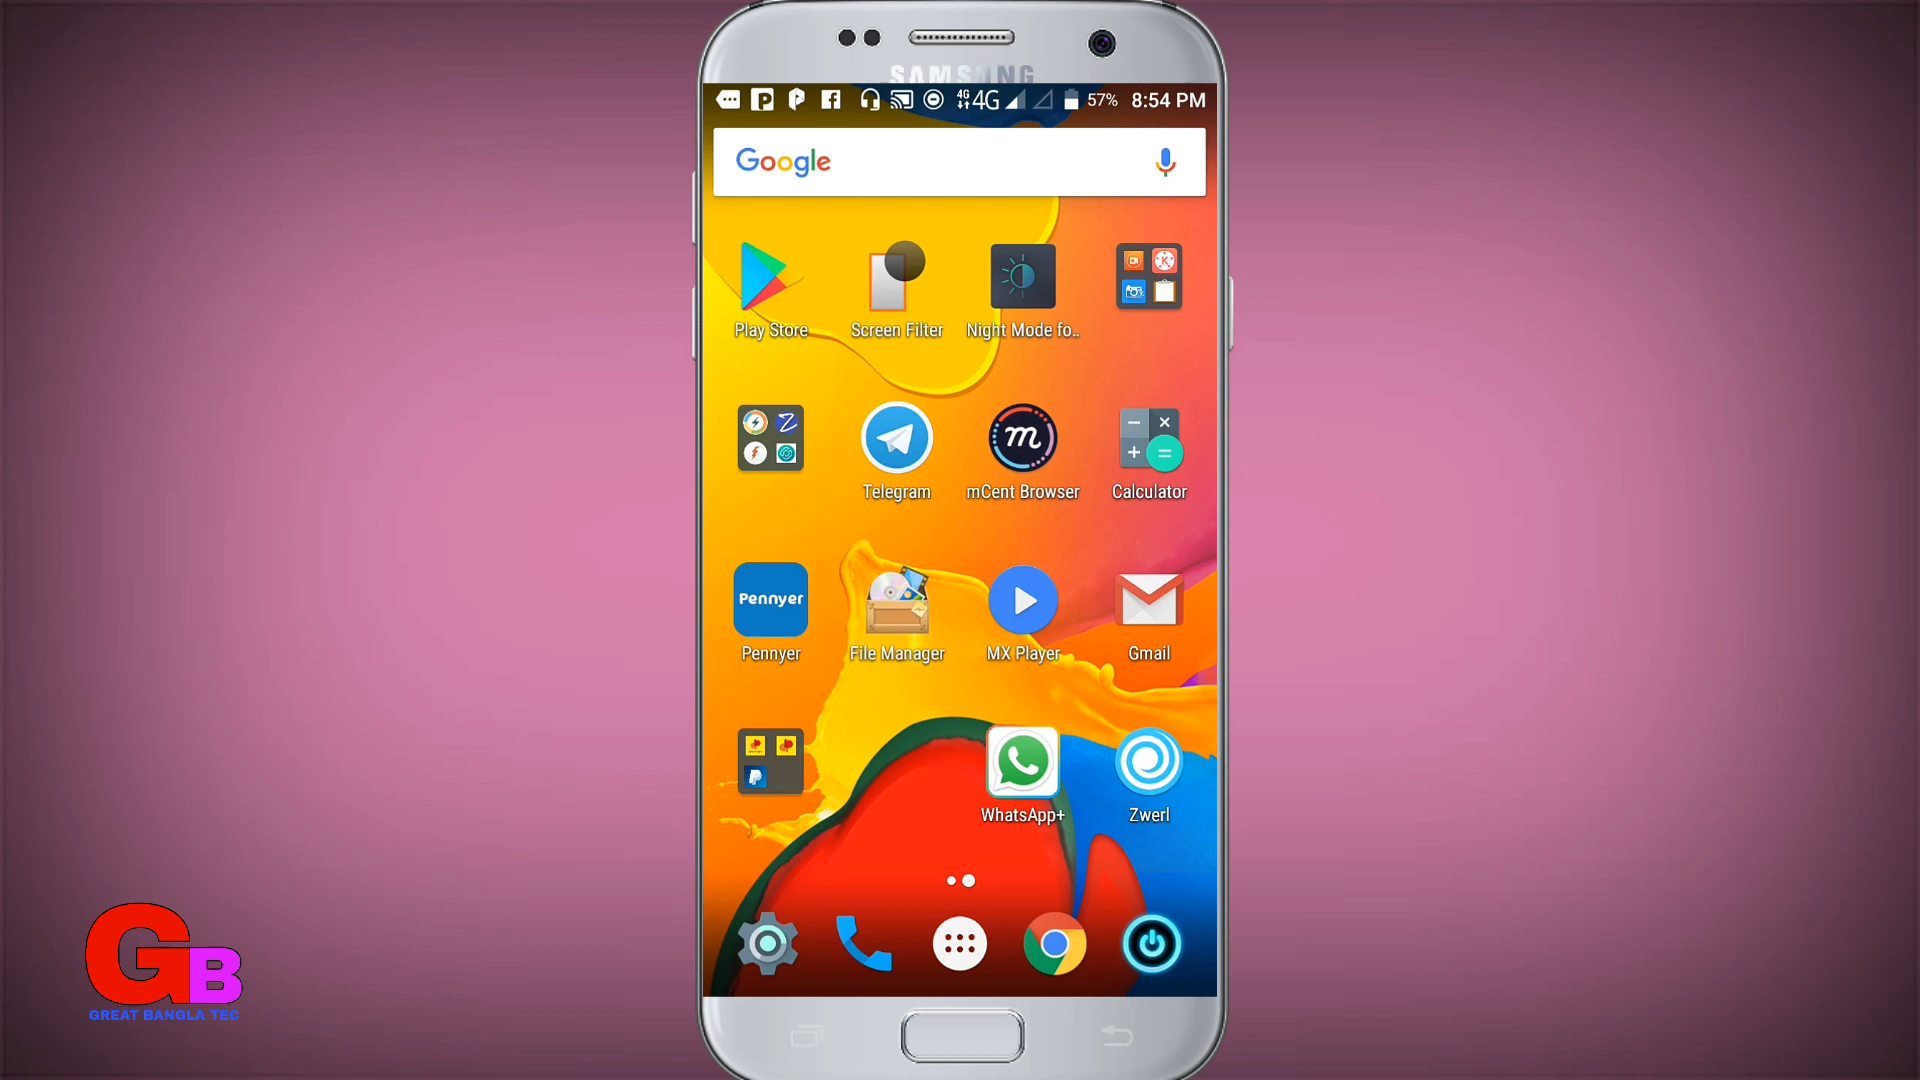 SAMSUNG
4G 4G 57% 8:54 PM
Google
Play Store
Screen Filter
Night Mode fo..
Telegram
mCent Browser
Calculator
Pennyer
Pennyer
File Manager
MX Player
Gmail
WhatsApp+
Zwerl
GB
GREAT BANGLA TEC